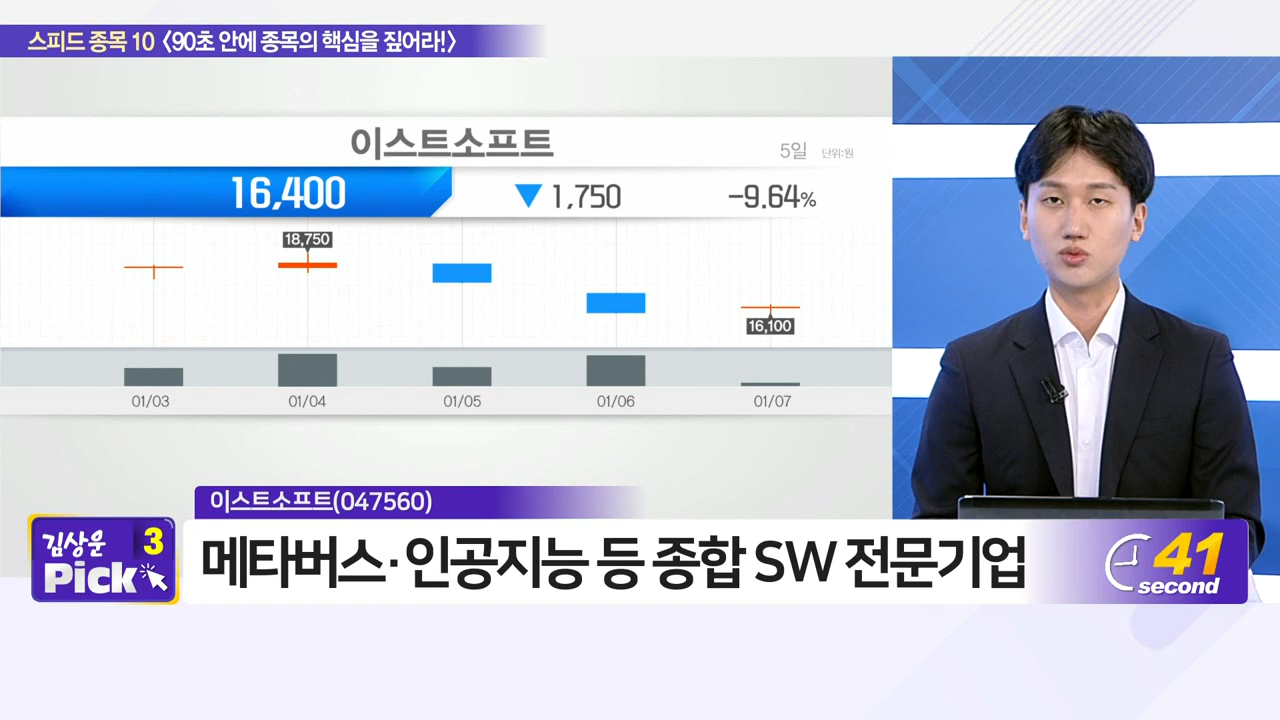 스피드 종목 10 〈90초 안에 종목의 핵심을 짚어라!〉
이스트소프트
5일 단위:원
16,400 ▼1,750 -9.64%
18,750
16,100
01/03 01/04 01/05 01/06 01/07
이스트소프트(047560)
김상운 3
Pick
메타버스·인공지능 등 종합 SW 전문기업
41
second